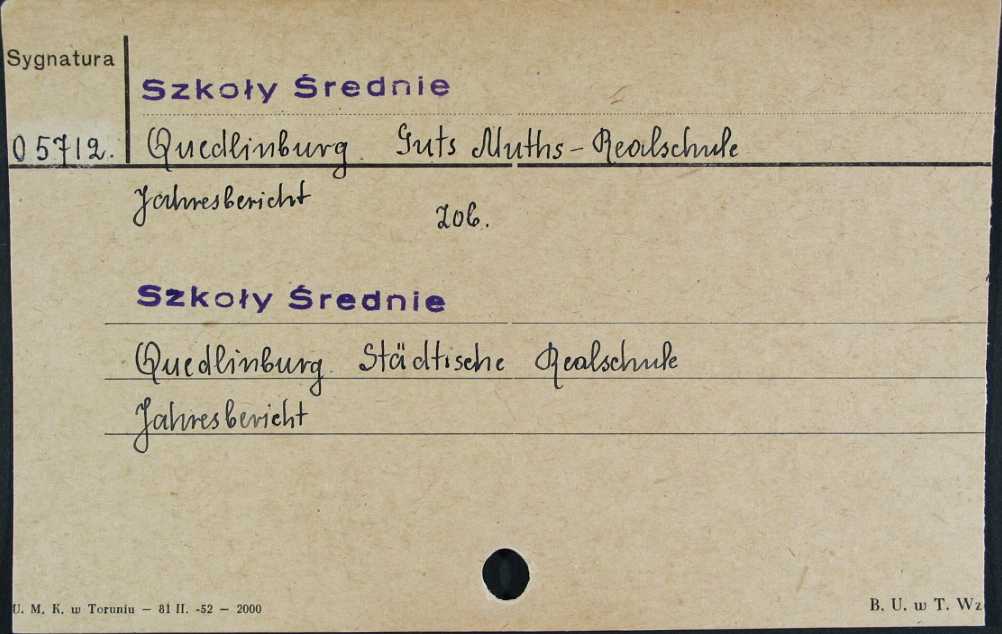 Sygnatura
Szkoły Średnie
05712. Quedlinburg. Guts Muths-Realschule
Jahresbericht
zob.
Szkoły Średnie
Quedlinburg. Städtische Realschule
Jahresbericht
U. M. K. w Toruniu — 81 II. -52 — 2000
B. U. w T. Wz